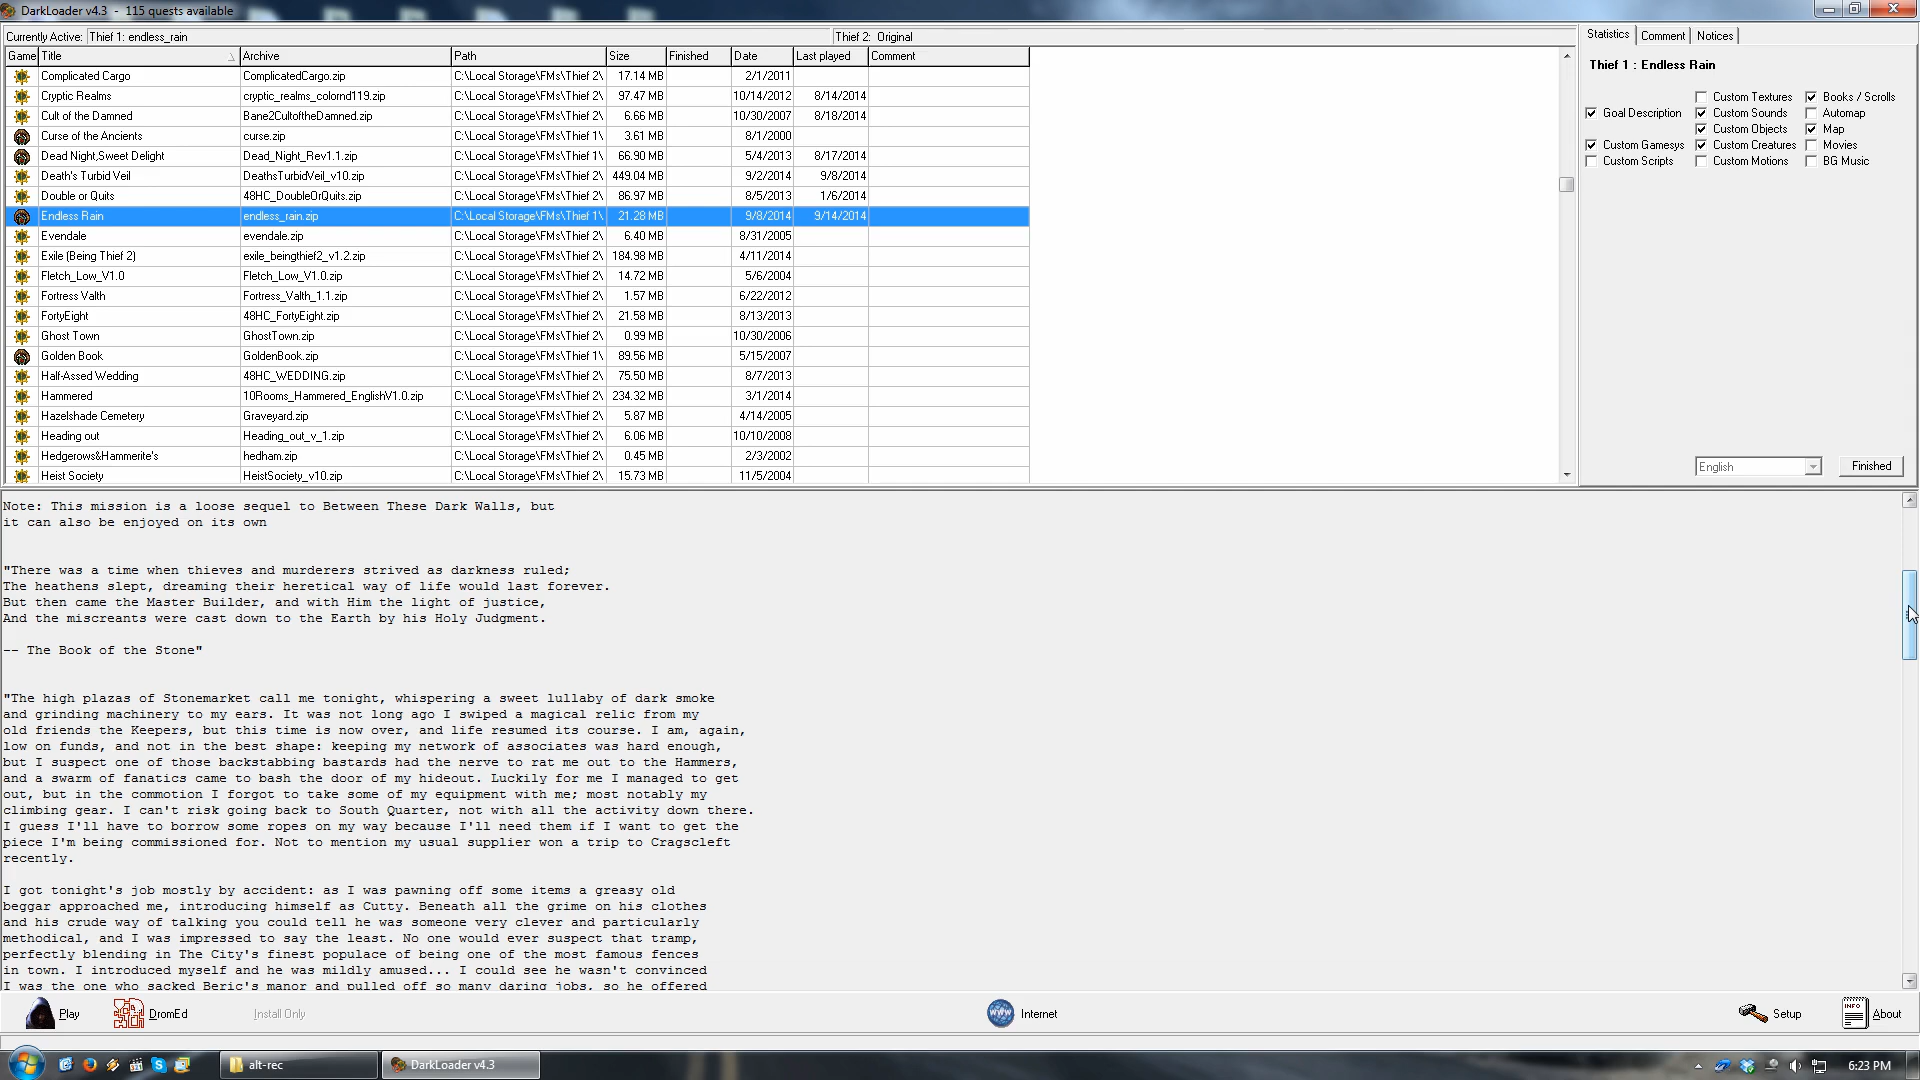 DarkLoader v4.3 - 115 quests available
Currently Active: Thief 1: endless_rain Thief 2: Original
Game Title Archive Path Size Finished Date Last played Comment
Complicated Cargo ComplicatedCargo.zip C:\Local Storage\FMs\Thief 2\ 17.14 MB 2/1/2011
Cryptic Realms cryptic_realms_colornd119.zip C:\Local Storage\FMs\Thief 2\ 97.47 MB 10/14/2012 8/14/2014
Cult of the Damned Bane2CultoftheDamned.zip C:\Local Storage\FMs\Thief 2\ 6.66 MB 10/30/2007 8/18/2014
Curse of the Ancients curse.zip C:\Local Storage\FMs\Thief 1\ 3.61 MB 8/1/2000
Dead Night,Sweet Delight Dead_Night_Rev1.1.zip C:\Local Storage\FMs\Thief 1\ 66.90 MB 5/4/2013 8/17/2014
Death's Turbid Veil DeathsTurbidVeil_v10.zip C:\Local Storage\FMs\Thief 2\ 449.04 MB 9/2/2014 9/8/2014
Double or Quits 48HC_DoubleOrQuits.zip C:\Local Storage\FMs\Thief 2\ 86.97 MB 8/5/2013 1/6/2014
Endless Rain endless_rain.zip C:\Local Storage\FMs\Thief 1\ 21.28 MB 9/8/2014 9/14/2014
Evendale evendale.zip C:\Local Storage\FMs\Thief 2\ 6.40 MB 8/31/2005
Exile (Being Thief 2) exile_beingthief2_v1.2.zip C:\Local Storage\FMs\Thief 2\ 184.98 MB 4/11/2014
Fletch_Low_V1.0 Fletch_Low_V1.0.zip C:\Local Storage\FMs\Thief 2\ 14.72 MB 5/6/2004
Fortress Valth Fortress_Valth_1.1.zip C:\Local Storage\FMs\Thief 2\ 1.57 MB 6/22/2012
FortyEight 48HC_FortyEight.zip C:\Local Storage\FMs\Thief 2\ 21.58 MB 8/13/2013
Ghost Town GhostTown.zip C:\Local Storage\FMs\Thief 2\ 0.99 MB 10/30/2006
Golden Book GoldenBook.zip C:\Local Storage\FMs\Thief 1\ 89.56 MB 5/15/2007
Half-Assed Wedding 48HC_WEDDING.zip C:\Local Storage\FMs\Thief 2\ 75.50 MB 8/7/2013
Hammered 10Rooms_Hammered_EnglishV1.0.zip C:\Local Storage\FMs\Thief 2\ 234.32 MB 3/1/2014
Hazelshade Cemetery Graveyard.zip C:\Local Storage\FMs\Thief 2\ 5.87 MB 4/14/2005
Heading out Heading_out_v_1.zip C:\Local Storage\FMs\Thief 2\ 6.06 MB 10/10/2008
Hedgerows&Hammerite's hedham.zip C:\Local Storage\FMs\Thief 2\ 0.45 MB 2/3/2002
Heist Society HeistSociety_v10.zip C:\Local Storage\FMs\Thief 2\ 15.73 MB 11/5/2004
Statistics Comment Notices
Thief 1 : Endless Rain
Custom Textures Books / Scrolls
Goal Description Custom Sounds Automap
Custom Objects Map
Custom Gamesys Custom Creatures Movies
Custom Scripts Custom Motions BG Music
English Finished
Note: This mission is a loose sequel to Between These Dark Walls, but
it can also be enjoyed on its own
"There was a time when thieves and murderers strived as darkness ruled;
The heathens slept, dreaming their heretical way of life would last forever.
But then came the Master Builder, and with Him the light of justice,
And the miscreants were cast down to the Earth by his Holy Judgment.
-- The Book of the Stone"
"The high plazas of Stonemarket call me tonight, whispering a sweet lullaby of dark smoke
and grinding machinery to my ears. It was not long ago I swiped a magical relic from my
old friends the Keepers, but this time is now over, and life resumed its course. I am, again,
low on funds, and not in the best shape: keeping my network of associates was hard enough,
but I suspect one of those backstabbing bastards had the nerve to rat me out to the Hammers,
and a swarm of fanatics came to bash the door of my hideout. Luckily for me I managed to get
out, but in the commotion I forgot to take some of my equipment with me; most notably my
climbing gear. I can't risk going back to South Quarter, not with all the activity down there.
I guess I'll have to borrow some ropes on my way because I'll need them if I want to get the
piece I'm being commissioned for. Not to mention my usual supplier won a trip to Cragscleft
recently.
I got tonight's job mostly by accident: as I was pawning off some items a greasy old
beggar approached me, introducing himself as Cutty. Beneath all the grime on his clothes
and his crude way of talking you could tell he was someone very clever and particularly
methodical, and I was impressed to say the least. No one would ever suspect that tramp,
perfectly blending in The City's finest populace of being one of the most famous fences
in town. I introduced myself and he was mildly amused... I could see he wasn't convinced
I was the one who sacked Beric's manor and pulled off so many daring jobs, so he offered
Play DromEd Install Only Internet Setup About
alt-rec DarkLoader v4.3 6:23 PM